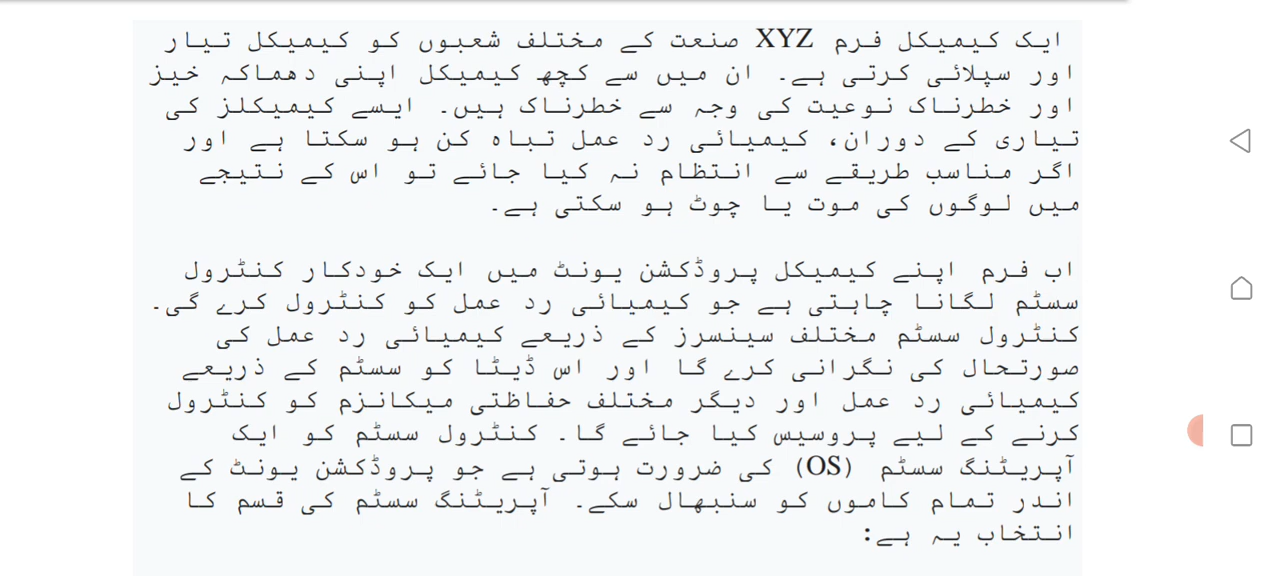 ایک کیمیکل فرم XYZ صنعت کے مختلف شعبوں کو کیمیکل تیار
اور سپلائی کرتی ہے۔ ان میں سے کچھ کیمیکل اپنی دھماکہ خیز
اور خطرناک نوعیت کی وجہ سے خطرناک ہیں۔ ایسے کیمیکلز کی
تیاری کے دوران، کیمیائی رد عمل تباہ کن ہو سکتا ہے اور
اگر مناسب طریقے سے انتظام نہ کیا جائے تو اس کے نتیجے
میں لوگوں کی موت یا چوٹ ہو سکتی ہے۔
اب فرم اپنے کیمیکل پروڈکشن یونٹ میں ایک خودکار کنٹرول
سسٹم لگانا چاہتی ہے جو کیمیائی رد عمل کو کنٹرول کرے گی۔
کنٹرول سسٹم مختلف سینسرز کے ذریعے کیمیائی رد عمل کی
صورتحال کی نگرانی کرے گا اور اس ڈیٹا کو سسٹم کے ذریعے
کیمیائی رد عمل اور دیگر مختلف حفاظتی میکانزم کو کنٹرول
کرنے کے لیے پروسیس کیا جائے گا۔ کنٹرول سسٹم کو ایک
آپریٹنگ سسٹم (OS) کی ضرورت ہوتی ہے جو پروڈکشن یونٹ کے
اندر تمام کاموں کو سنبھال سکے۔ آپریٹنگ سسٹم کی قسم کا
انتخاب یہ ہے: